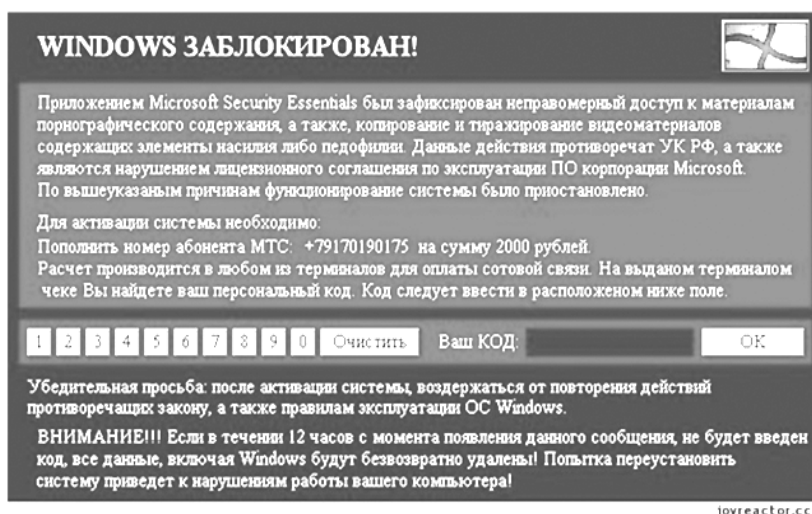 WINDOWS ЗАБЛОКИРОВАН!
Приложением Microsoft Security Essentials был зафиксирован неправомерный доступ к материалам
порнографического содержания, а также, копирование и тиражирование видеоматериалов
содержащих элементы насилия либо педофилии. Данные действия противоречат УК РФ, а также
являются нарушением лицензионного соглашения по эксплуатации ПО корпорации Microsoft.
По вышеуказаным причинам функционирование системы было приостановлено.
Для активации системы необходимо:
Пополнить номер абонента МТС: +79170190175 на сумму 2000 рублей.
Расчет производится в любом из терминалов для оплаты сотовой связи. На выданом терминалом
чеке Вы найдете ваш персональный код. Код следует ввести в расположеном ниже поле.
1 2 3 4 5 6 7 8 9 0 Очистить Ваш КОД: OK
Убедительная просьба: после активации системы, воздержаться от повторения действий
противоречащих закону, а также правилам эксплуатации ОС Windows.
ВНИМАНИЕ!!! Если в течении 12 часов с момента появления данного сообщения, не будет введен
код, все данные, включая Windows будут безвозвратно удалены! Попытка переустановить
систему приведет к нарушениям работы вашего компьютера!
joyreactor.cc